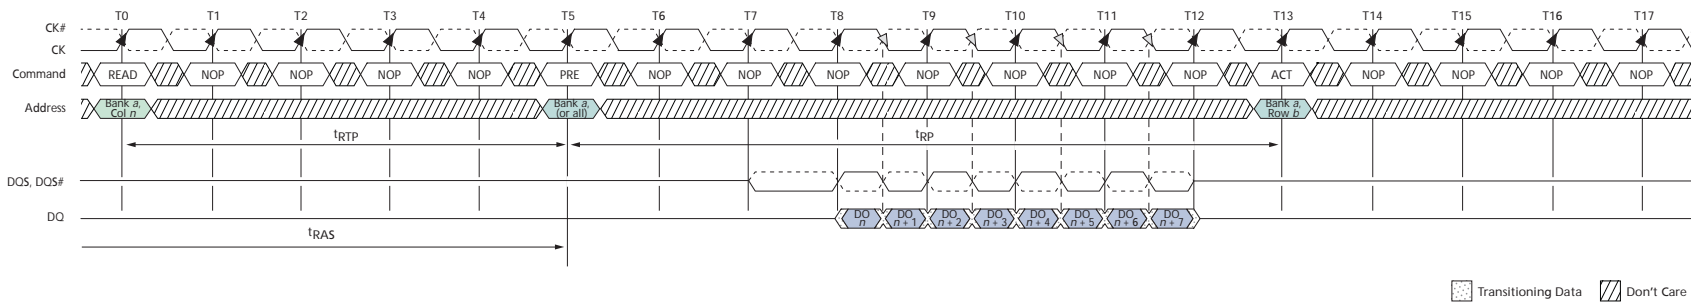 T0 T1 T2 T3 T4 T5 T6 T7 T8 T9 T10 T11 T12 T13 T14 T15 T16 T17
CK#
CK
Command READ NOP NOP NOP NOP PRE NOP NOP NOP NOP NOP NOP NOP ACT NOP NOP NOP NOP
Address Bank a, Col n Bank a, (or all) Bank a, Row b
tRTP tRP
DQS, DQS#
DQ DO n DO n + 1 DO n + 2 DO n + 3 DO n + 4 DO n + 5 DO n + 6 DO n + 7
tRAS
Transitioning Data Don't Care